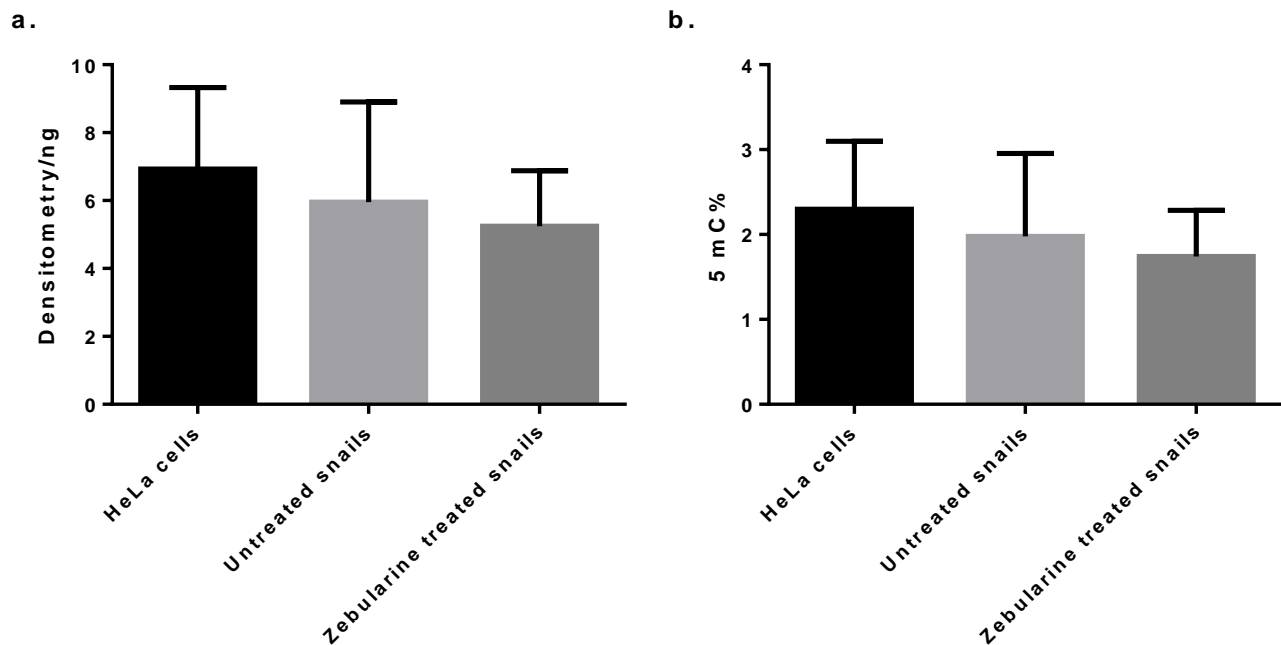 a.
Densitometry/ng
10
8
6
4
2
0
HeLa cells
Untreated snails
Zebularine treated snails
b.
5 mC%
4
3
2
1
0
HeLa cells
Untreated snails
Zebularine treated snails